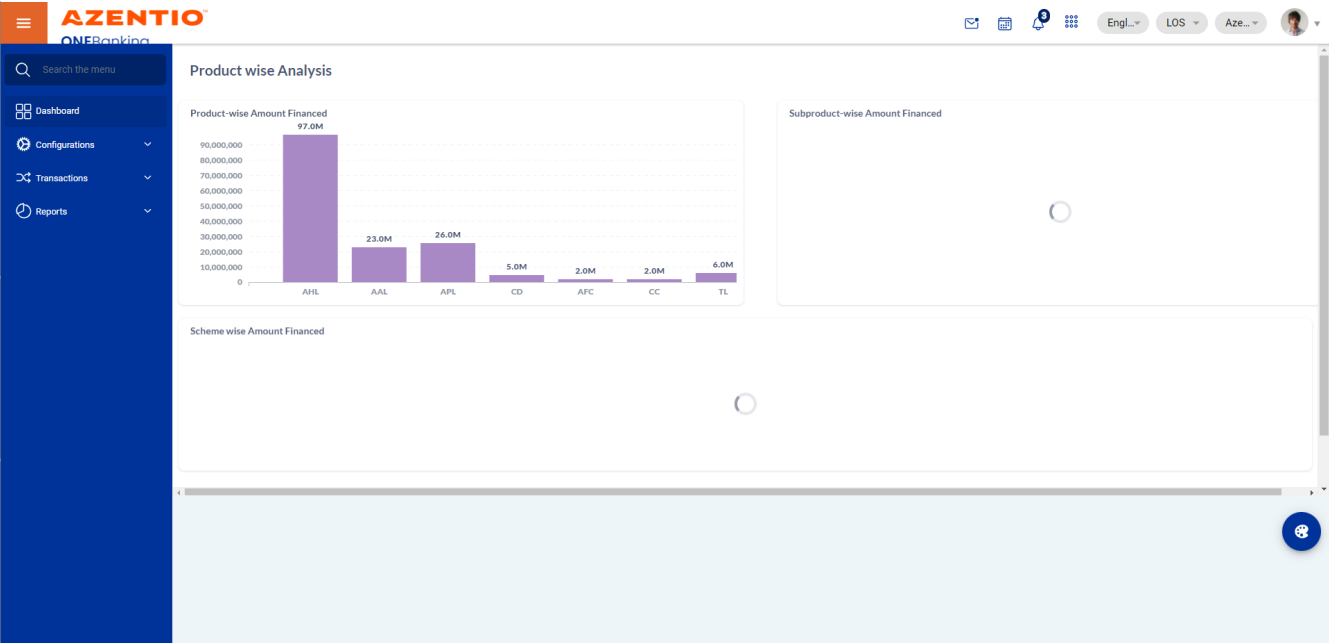 AZENTIO™
ONEBanking
3
Engl...
LOS
Aze...
Search the menu
Dashboard
Configurations
Transactions
Reports
Product wise Analysis
Product-wise Amount Financed
97.0M
90,000,000
80,000,000
70,000,000
60,000,000
50,000,000
40,000,000
30,000,000
20,000,000
10,000,000
0
23.0M
26.0M
5.0M
2.0M
2.0M
6.0M
AHL AAL APL CD AFC CC TL
Subproduct-wise Amount Financed
Scheme wise Amount Financed